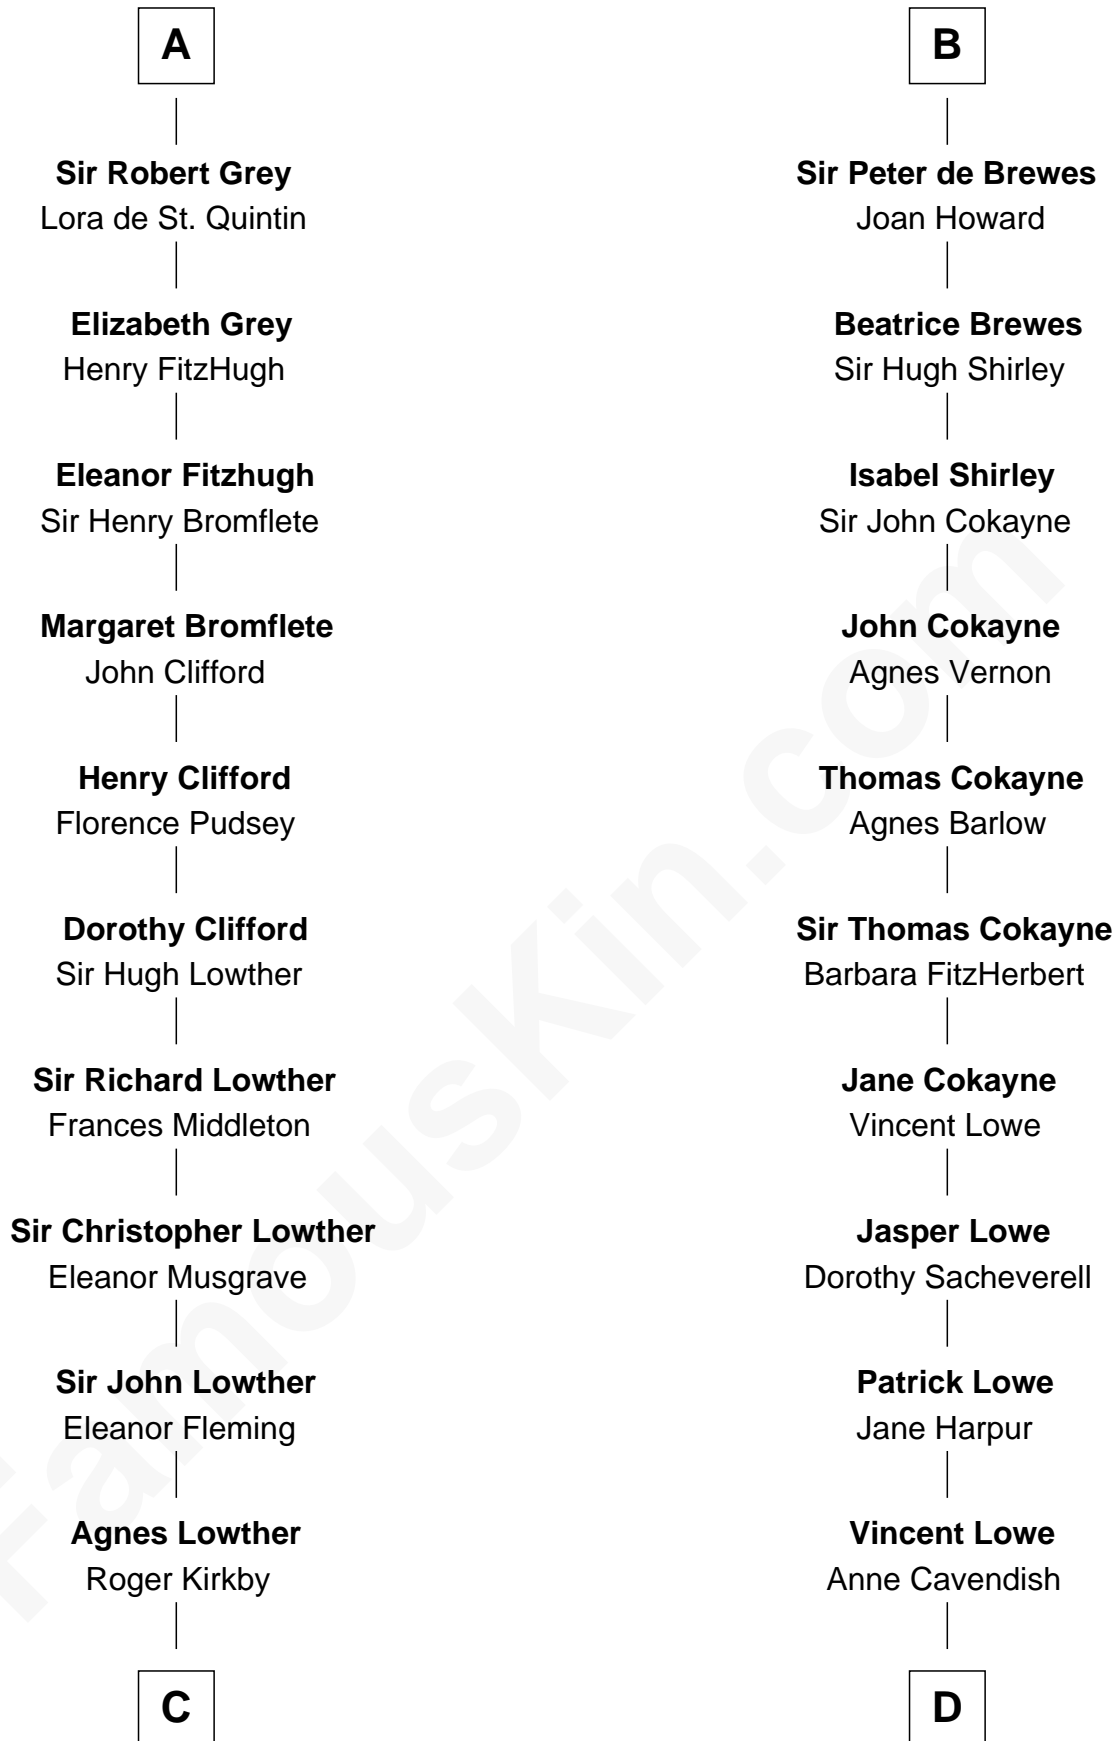 A
Sir Robert Grey
Lora de St. Quintin
Elizabeth Grey
Henry FitzHugh
Eleanor Fitzhugh
Sir Henry Bromflete
Margaret Bromflete
John Clifford
Henry Clifford
Florence Pudsey
Dorothy Clifford
Sir Hugh Lowther
Sir Richard Lowther
Frances Middleton
Sir Christopher Lowther
Eleanor Musgrave
Sir John Lowther
Eleanor Fleming
Agnes Lowther
Roger Kirkby
C
B
Sir Peter de Brewes
Joan Howard
Beatrice Brewes
Sir Hugh Shirley
Isabel Shirley
Sir John Cokayne
John Cokayne
Agnes Vernon
Thomas Cokayne
Agnes Barlow
Sir Thomas Cokayne
Barbara FitzHerbert
Jane Cokayne
Vincent Lowe
Jasper Lowe
Dorothy Sacheverell
Patrick Lowe
Jane Harpur
Vincent Lowe
Anne Cavendish
D
FamousKin.com